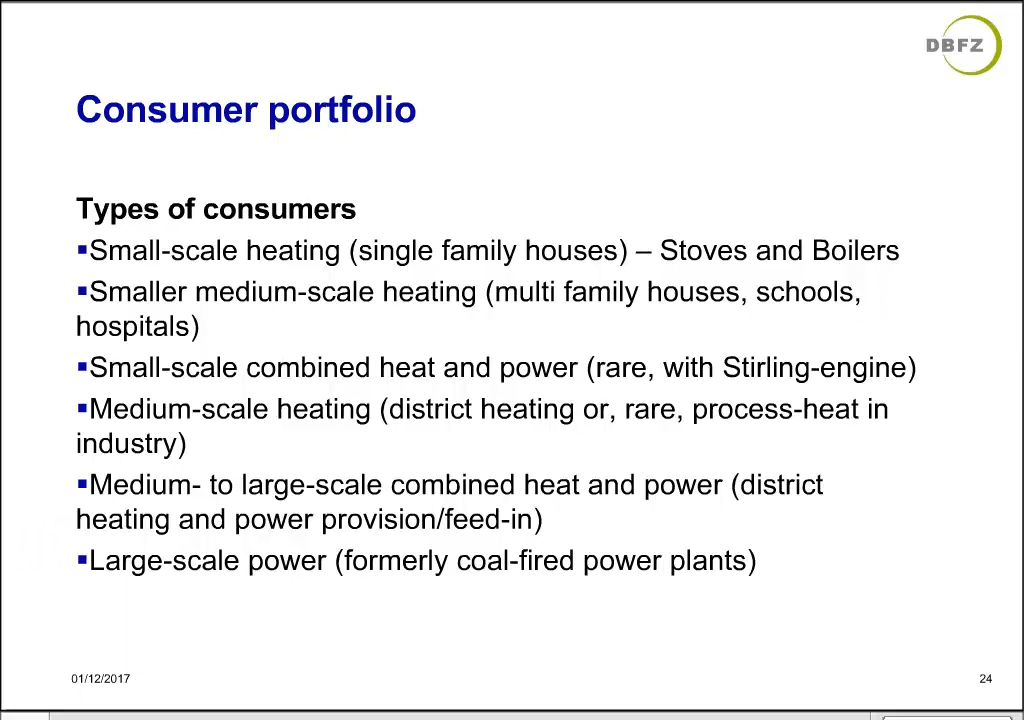 DBFZ
Consumer portfolio
Types of consumers
▪Small-scale heating (single family houses) – Stoves and Boilers
▪Smaller medium-scale heating (multi family houses, schools,
hospitals)
▪Small-scale combined heat and power (rare, with Stirling-engine)
▪Medium-scale heating (district heating or, rare, process-heat in
industry)
▪Medium- to large-scale combined heat and power (district
heating and power provision/feed-in)
▪Large-scale power (formerly coal-fired power plants)
01/12/2017
24